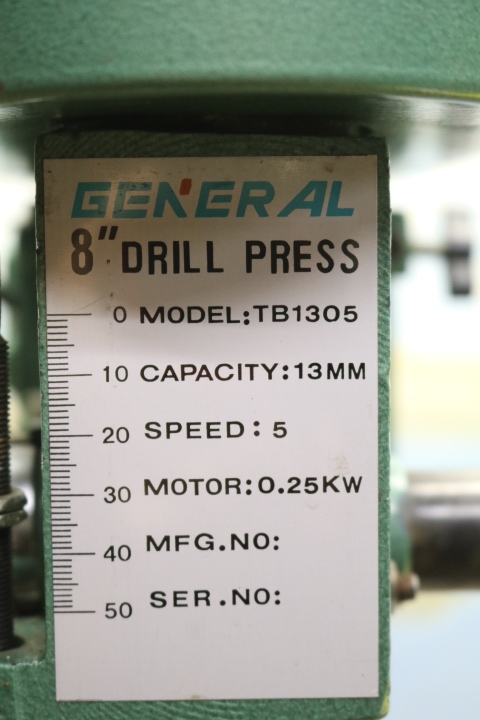 GENERAL
8" DRILL PRESS
0 MODEL:TB1305
10 CAPACITY:13MM
20 SPEED: 5
30 MOTOR:0.25KW
40 MFG.NO:
50 SER.NO: